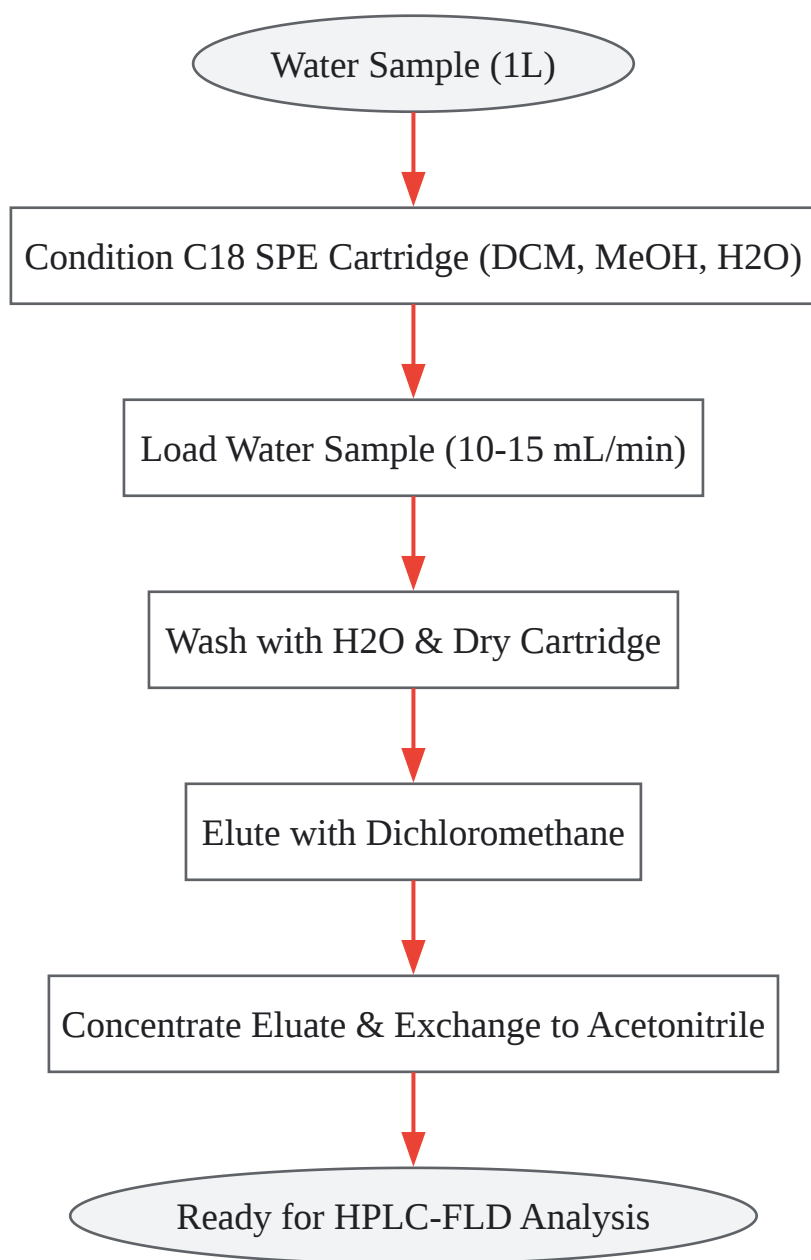 Water Sample (1L)
Condition C18 SPE Cartridge (DCM, MeOH, H2O)
Load Water Sample (10-15 mL/min)
Wash with H2O & Dry Cartridge
Elute with Dichloromethane
Concentrate Eluate & Exchange to Acetonitrile
Ready for HPLC-FLD Analysis